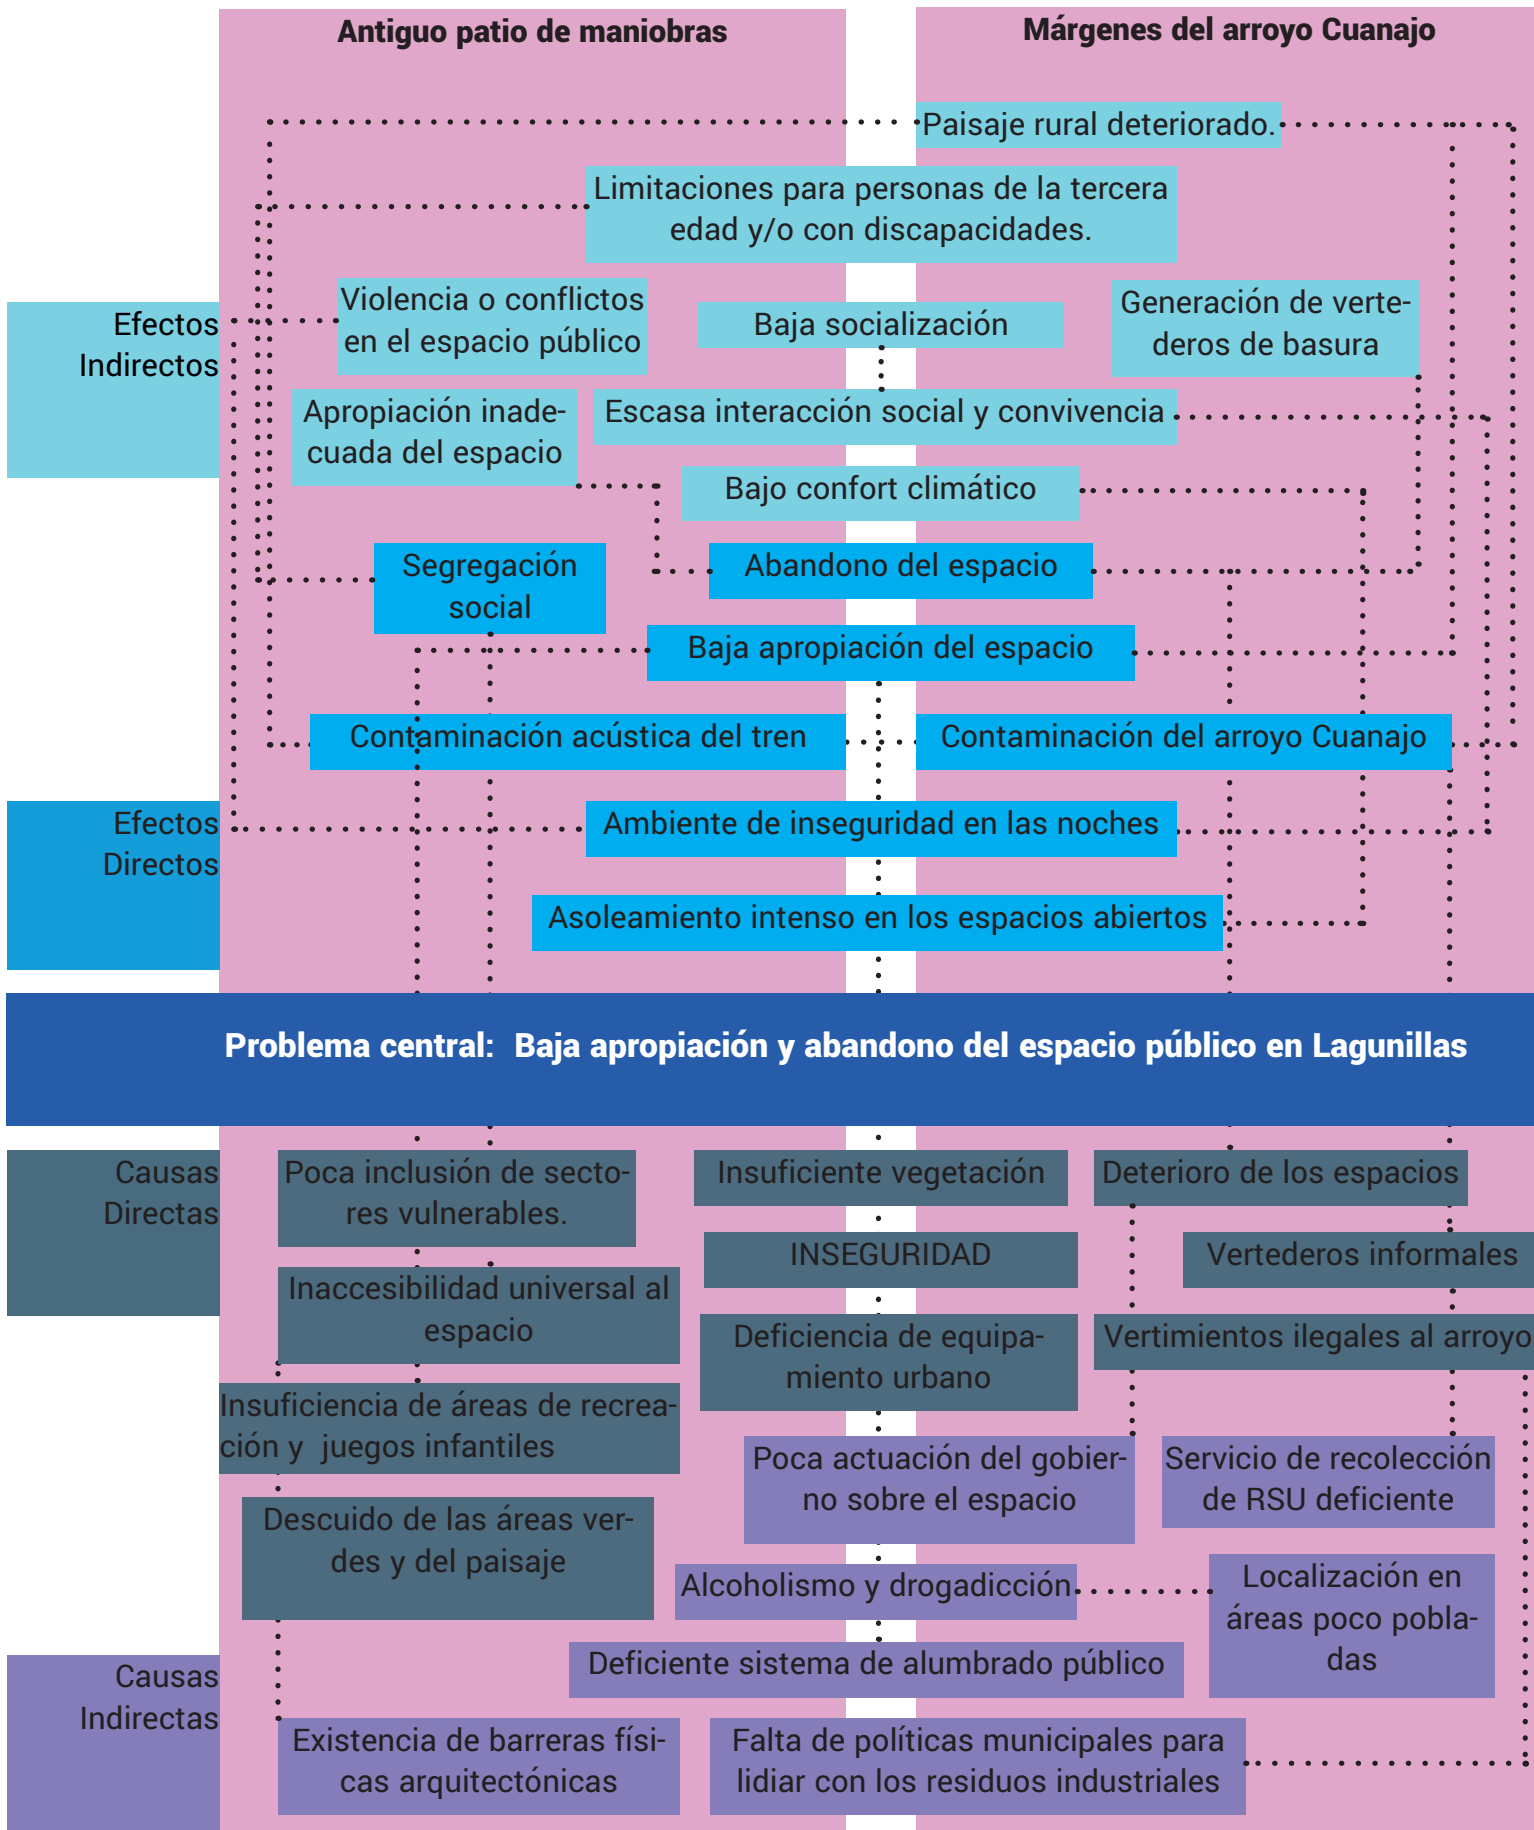 Antiguo patio de maniobras
Márgenes del arroyo Cuanajo
Paisaje rural deteriorado.
Limitaciones para personas de la tercera
edad y/o con discapacidades.
Efectos
Indirectos
Violencia o conflictos
en el espacio público
Baja socialización
Generación de verte-
deros de basura
Apropiación inade-
cuada del espacio
Escasa interacción social y convivencia
Bajo confort climático
Segregación
social
Abandono del espacio
Baja apropiación del espacio
Contaminación acústica del tren
Contaminación del arroyo Cuanajo
Efectos
Directos
Ambiente de inseguridad en las noches
Asoleamiento intenso en los espacios abiertos
Problema central:  Baja apropiación y abandono del espacio público en Lagunillas
Causas
Directas
Poca inclusión de secto-
res vulnerables.
Insuficiente vegetación
Deterioro de los espacios
INSEGURIDAD
Vertederos informales
Inaccesibilidad universal al
espacio
Deficiencia de equipa-
miento urbano
Vertimientos ilegales al arroyo
Insuficiencia de áreas de recrea-
ción y  juegos infantiles
Poca actuación del gobier-
no sobre el espacio
Servicio de recolección
de RSU deficiente
Descuido de las áreas ver-
des y del paisaje
Alcoholismo y drogadicción
Localización en
áreas poco pobla-
das
Causas
Indirectas
Deficiente sistema de alumbrado público
Existencia de barreras físi-
cas arquitectónicas
Falta de políticas municipales para
lidiar con los residuos industriales